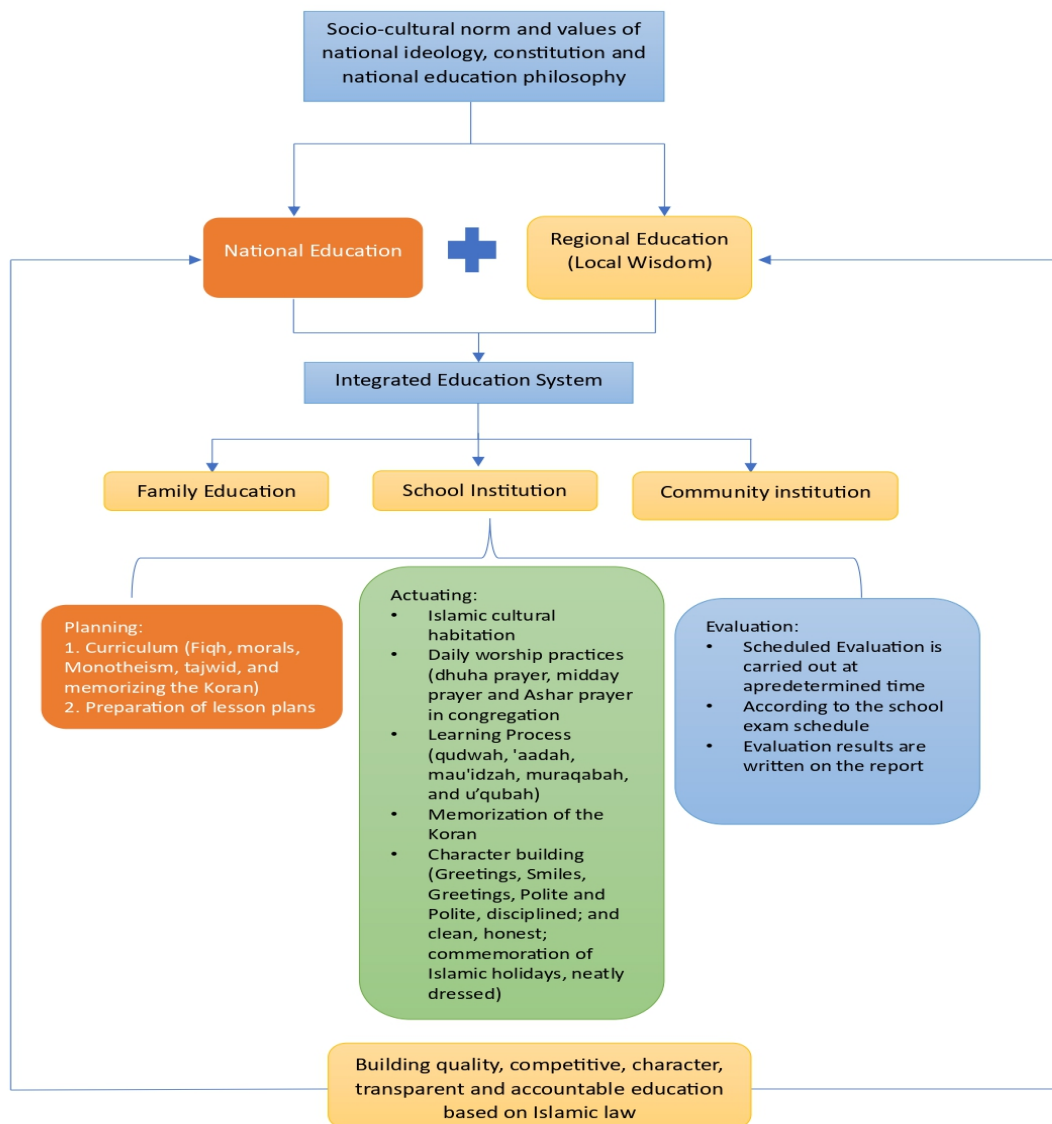 Socio-cultural norm and values of
national ideology, constitution and
national education philosophy
National Education
Regional Education
(Local Wisdom)
Integrated Education System
Family Education
School Institution
Community institution
Planning:
1. Curriculum (Fiqh, morals,
Monotheism, tajwid, and
memorizing the Koran)
2. Preparation of lesson plans
Actuating:
• Islamic cultural
habitation
• Daily worship practices
(dhuha prayer, midday
prayer and Ashar prayer
in congregation
• Learning Process
(qudwah, 'aadah,
mau'idzah, muraqabah,
and u'qubah)
• Memorization of the
Koran
• Character building
(Greetings, Smiles,
Greetings, Polite and
Polite, disciplined; and
clean, honest;
commemoration of
Islamic holidays, neatly
dressed)
Evaluation:
• Scheduled Evaluation is
carried out at
apredetermined time
• According to the school
exam schedule
• Evaluation results are
written on the report
Building quality, competitive, character,
transparent and accountable education
based on Islamic law